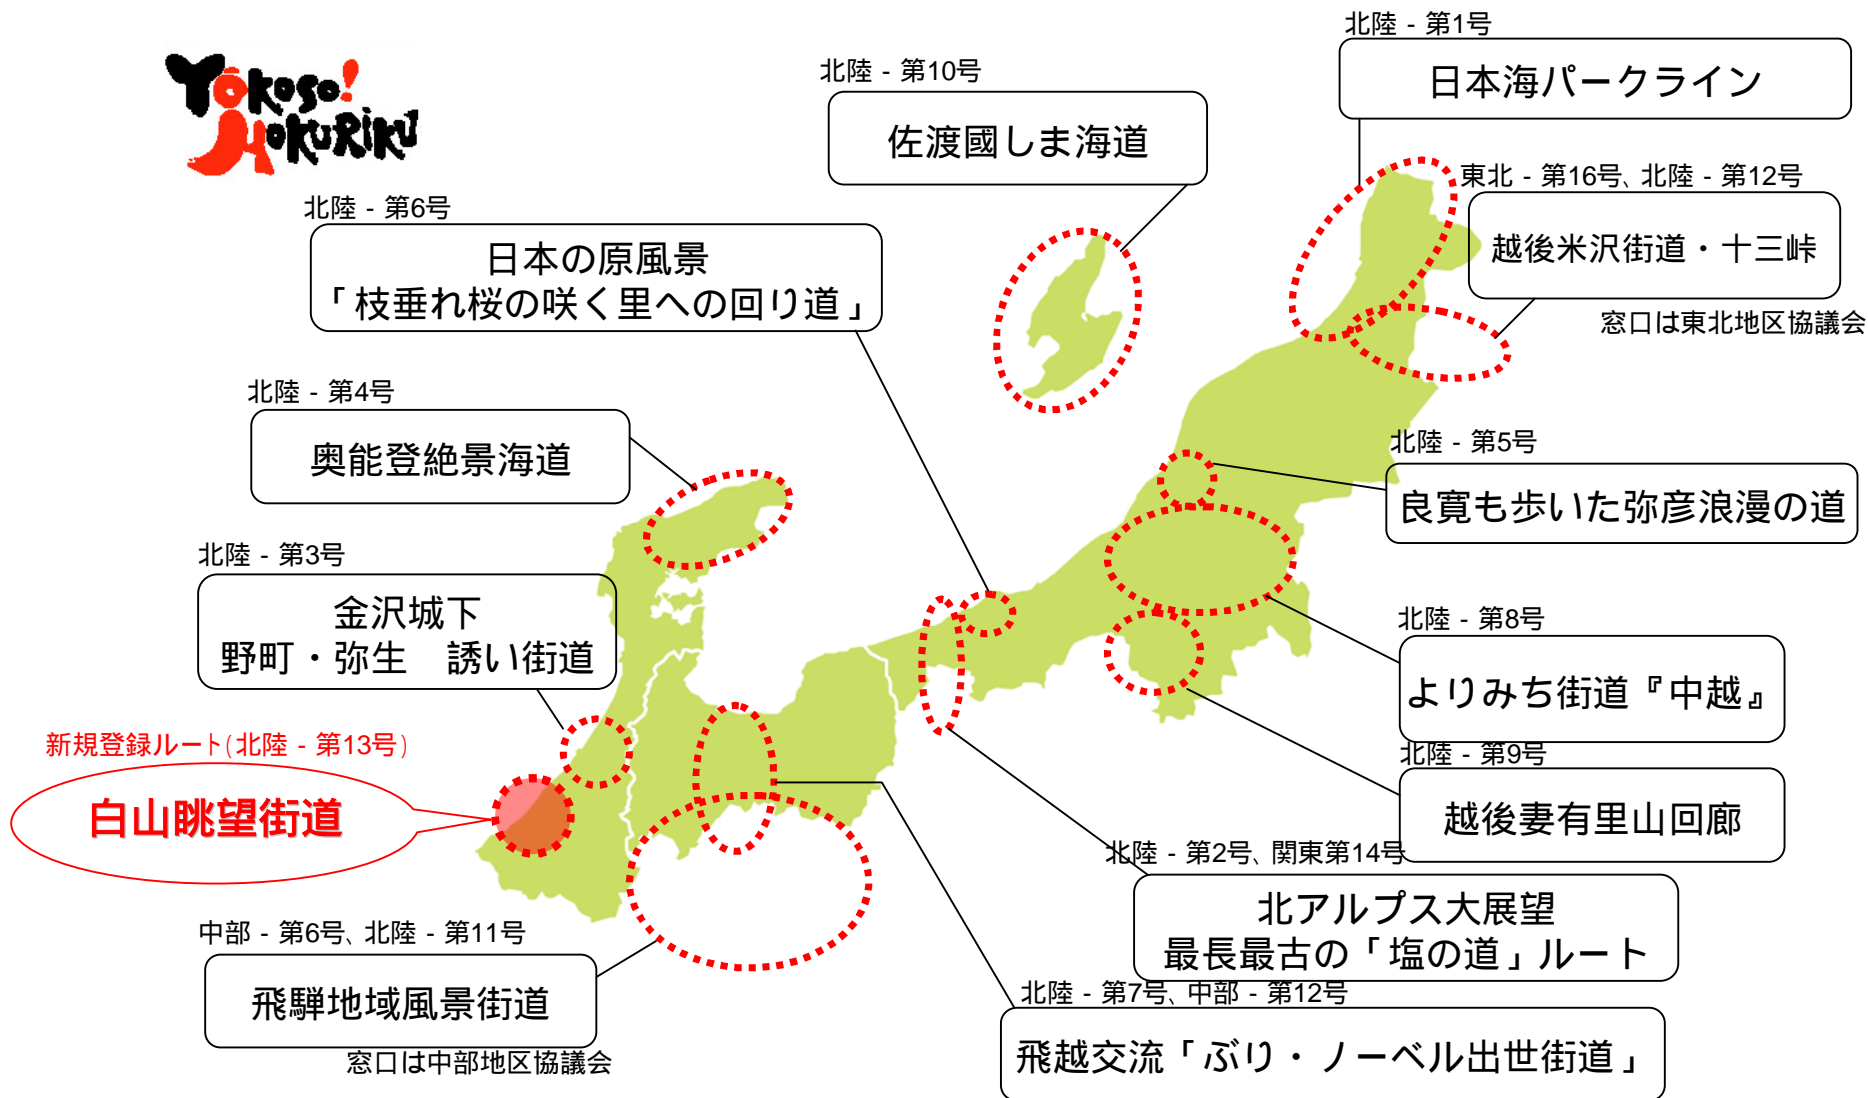 Yōkoso!
HOKURIKU
北陸 - 第1号
日本海パークライン
北陸 - 第10号
佐渡國しま海道
東北 - 第16号、北陸 - 第12号
越後米沢街道・十三峠
窓口は東北地区協議会
北陸 - 第6号
日本の原風景
「枝垂れ桜の咲く里への回り道」
北陸 - 第4号
奥能登絶景海道
北陸 - 第5号
良寛も歩いた弥彦浪漫の道
北陸 - 第3号
金沢城下
野町・弥生　誘い街道
北陸 - 第8号
よりみち街道『中越』
新規登録ルート(北陸 - 第13号)
白山眺望街道
北陸 - 第9号
越後妻有里山回廊
北陸 - 第2号、関東第14号
北アルプス大展望
最長最古の「塩の道」ルート
中部 - 第6号、北陸 - 第11号
飛騨地域風景街道
窓口は中部地区協議会
北陸 - 第7号、中部 - 第12号
飛越交流「ぶり・ノーベル出世街道」